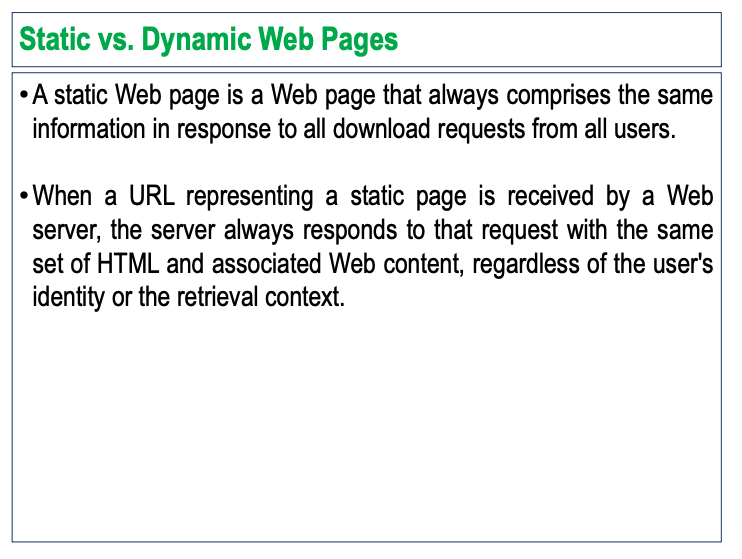 Static vs. Dynamic Web Pages
• A static Web page is a Web page that always comprises the same
information in response to all download requests from all users.
• When a URL representing a static page is received by a Web
server, the server always responds to that request with the same
set of HTML and associated Web content, regardless of the user's
identity or the retrieval context.